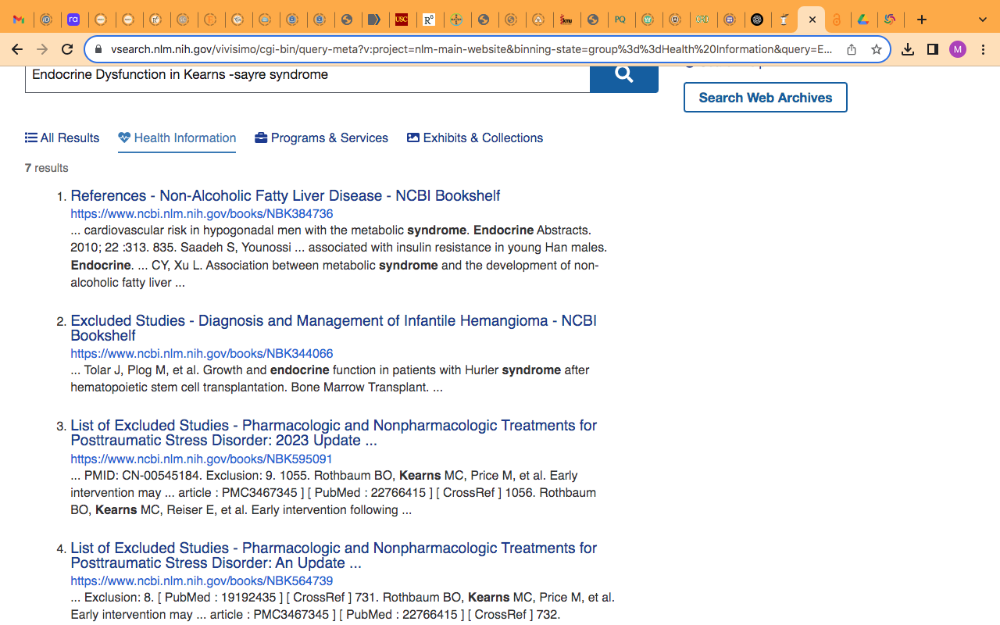 vsearch.nlm.nih.gov/vivisimo/cgi-bin/query-meta?v:project=nlm-main-website&binning-state=group%3d%3dHealth%20Information&query=E...
M
Endocrine Dysfunction in Kearns -sayre syndrome
Search Web Archives
All Results
Health Information
Programs & Services
Exhibits & Collections
7 results
1. References - Non-Alcoholic Fatty Liver Disease - NCBI Bookshelf
https://www.ncbi.nlm.nih.gov/books/NBK384736
... cardiovascular risk in hypogonadal men with the metabolic syndrome. Endocrine Abstracts.
2010; 22 :313. 835. Saadeh S, Younossi ... associated with insulin resistance in young Han males.
Endocrine. ... CY, Xu L. Association between metabolic syndrome and the development of non-
alcoholic fatty liver ...
2. Excluded Studies - Diagnosis and Management of Infantile Hemangioma - NCBI
Bookshelf
https://www.ncbi.nlm.nih.gov/books/NBK344066
... Tolar J, Plog M, et al. Growth and endocrine function in patients with Hurler syndrome after
hematopoietic stem cell transplantation. Bone Marrow Transplant. ...
3. List of Excluded Studies - Pharmacologic and Nonpharmacologic Treatments for
Posttraumatic Stress Disorder: 2023 Update ...
https://www.ncbi.nlm.nih.gov/books/NBK595091
... PMID: CN-00545184. Exclusion: 9. 1055. Rothbaum BO, Kearns MC, Price M, et al. Early
intervention may ... article : PMC3467345 ] [ PubMed : 22766415 ] [ CrossRef ] 1056. Rothbaum
BO, Kearns MC, Reiser E, et al. Early intervention following ...
4. List of Excluded Studies - Pharmacologic and Nonpharmacologic Treatments for
Posttraumatic Stress Disorder: An Update ...
https://www.ncbi.nlm.nih.gov/books/NBK564739
... Exclusion: 8. [ PubMed : 19192435 ] [ CrossRef ] 731. Rothbaum BO, Kearns MC, Price M, et al.
Early intervention may ... article : PMC3467345 ] [ PubMed : 22766415 ] [ CrossRef ] 732.